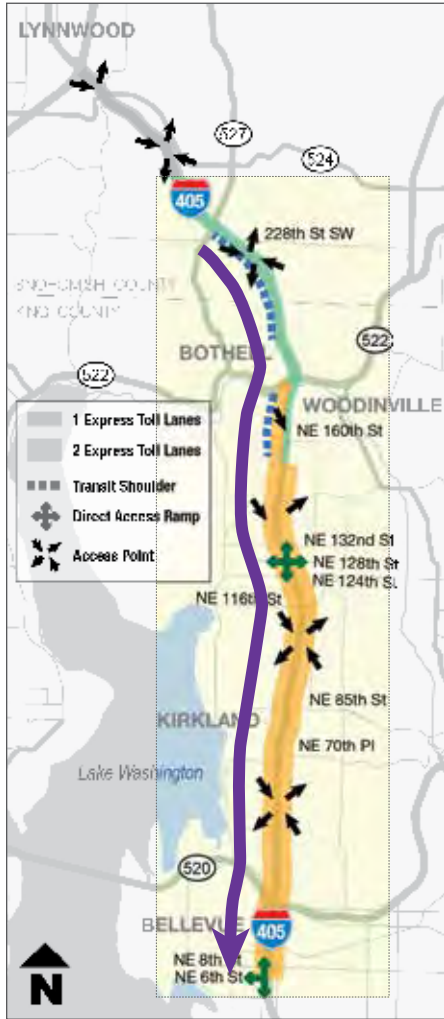 LYNNWOOD
527
524
405
228th St SW
SNOHOMISH COUNTY
KING COUNTY
BOTHELL
522
522
WOODINVILLE
1 Express Toll Lanes
2 Express Toll Lanes
Transit Shoulder
Direct Access Ramp
Access Point
NE 160th St
NE 132nd St
NE 128th St
NE 124th St
NE 116th St
NE 85th St
KIRKLAND
NE 70th Pl
Lake Washington
520
BELLEVUE
405
NE 8th St
NE 6th St
N